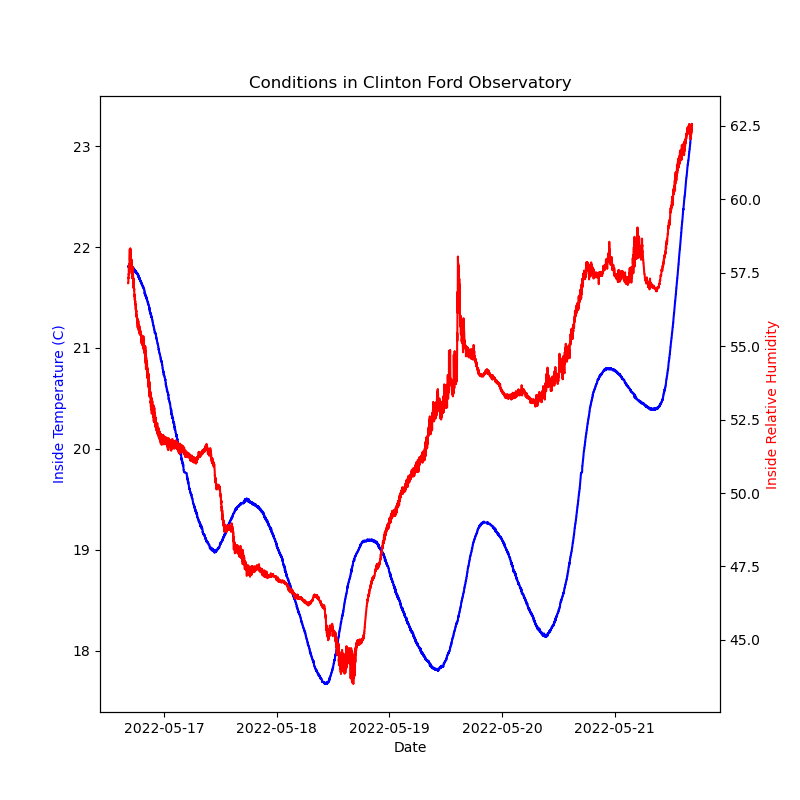 Conditions in Clinton Ford Observatory
23
22
21
20
19
18
Inside Temperature (C)
62.5
60.0
57.5
55.0
52.5
50.0
47.5
45.0
Inside Relative Humidity
2022-05-17 2022-05-18 2022-05-19 2022-05-20 2022-05-21
Date